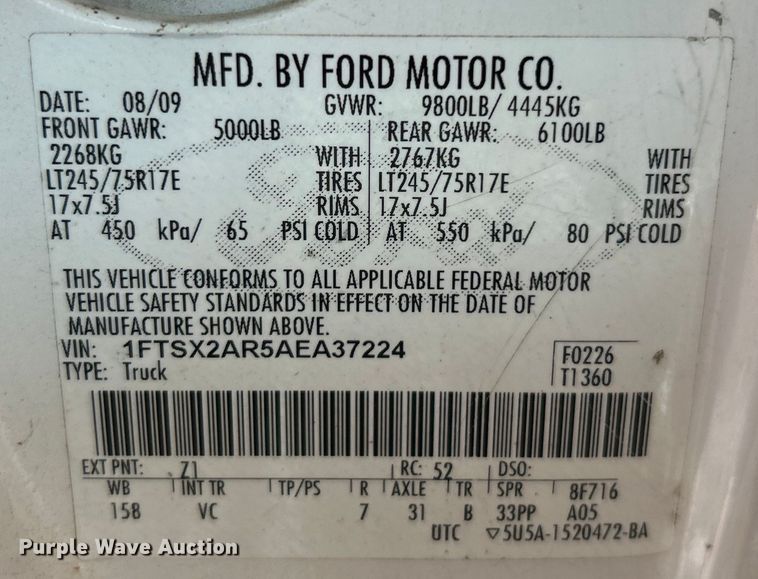 MFD. BY FORD MOTOR CO.
DATE: 08/09 GVWR: 9800LB/ 4445KG
FRONT GAWR: 5000LB REAR GAWR: 6100LB
2268KG WITH 2767KG WITH
LT245/75R17E TIRES LT245/75R17E TIRES
17x7.5J RIMS 17x7.5J RIMS
AT 450 kPa/ 65 PSI COLD AT 550 kPa/ 80 PSI COLD
THIS VEHICLE CONFORMS TO ALL APPLICABLE FEDERAL MOTOR
VEHICLE SAFETY STANDARDS IN EFFECT ON THE DATE OF
MANUFACTURE SHOWN ABOVE.
VIN: 1FTSX2AR5AEA37224 F0226
TYPE: Truck T1360
EXT PNT: Z1 RC: 52 DSO:
WB INT TR TP/PS R AXLE TR SPR 8F716
158 VC 7 31 B 33PP A05
UTC ▽5U5A-1520472-BA
Purple Wave Auction